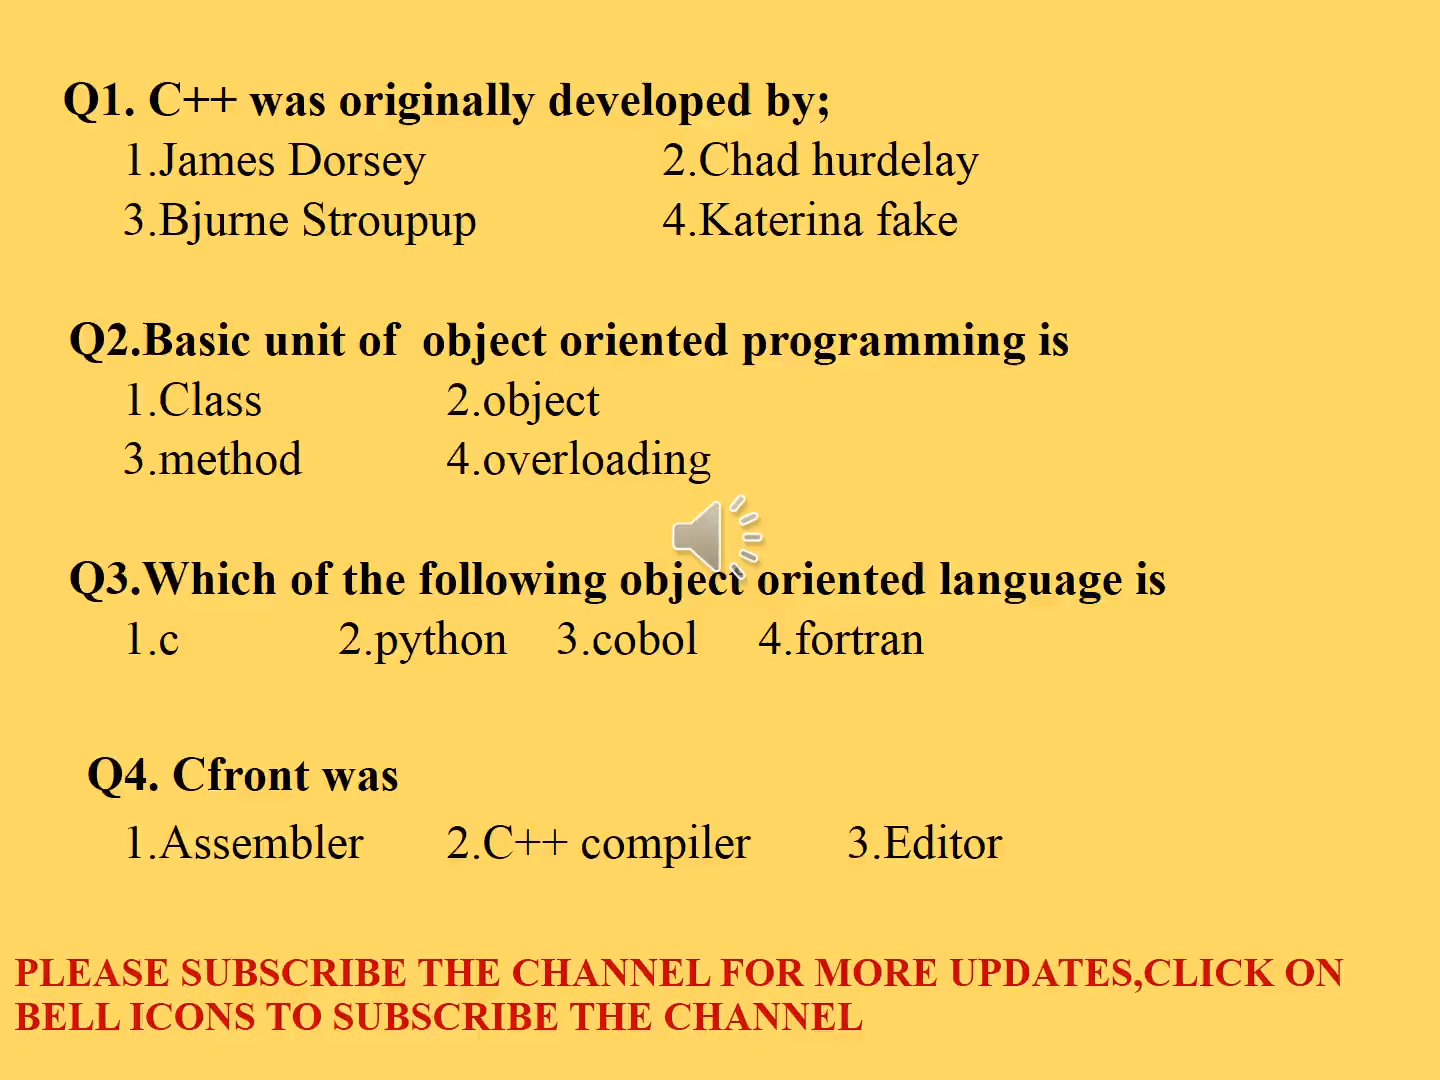 Q1. C++ was originally developed by;
1.James Dorsey 2.Chad hurdelay
3.Bjurne Stroupup 4.Katerina fake
Q2.Basic unit of object oriented programming is
1.Class 2.object
3.method 4.overloading
Q3.Which of the following object oriented language is
1.c 2.python 3.cobol 4.fortran
Q4. Cfront was
1.Assembler 2.C++ compiler 3.Editor
PLEASE SUBSCRIBE THE CHANNEL FOR MORE UPDATES,CLICK ON
BELL ICONS TO SUBSCRIBE THE CHANNEL